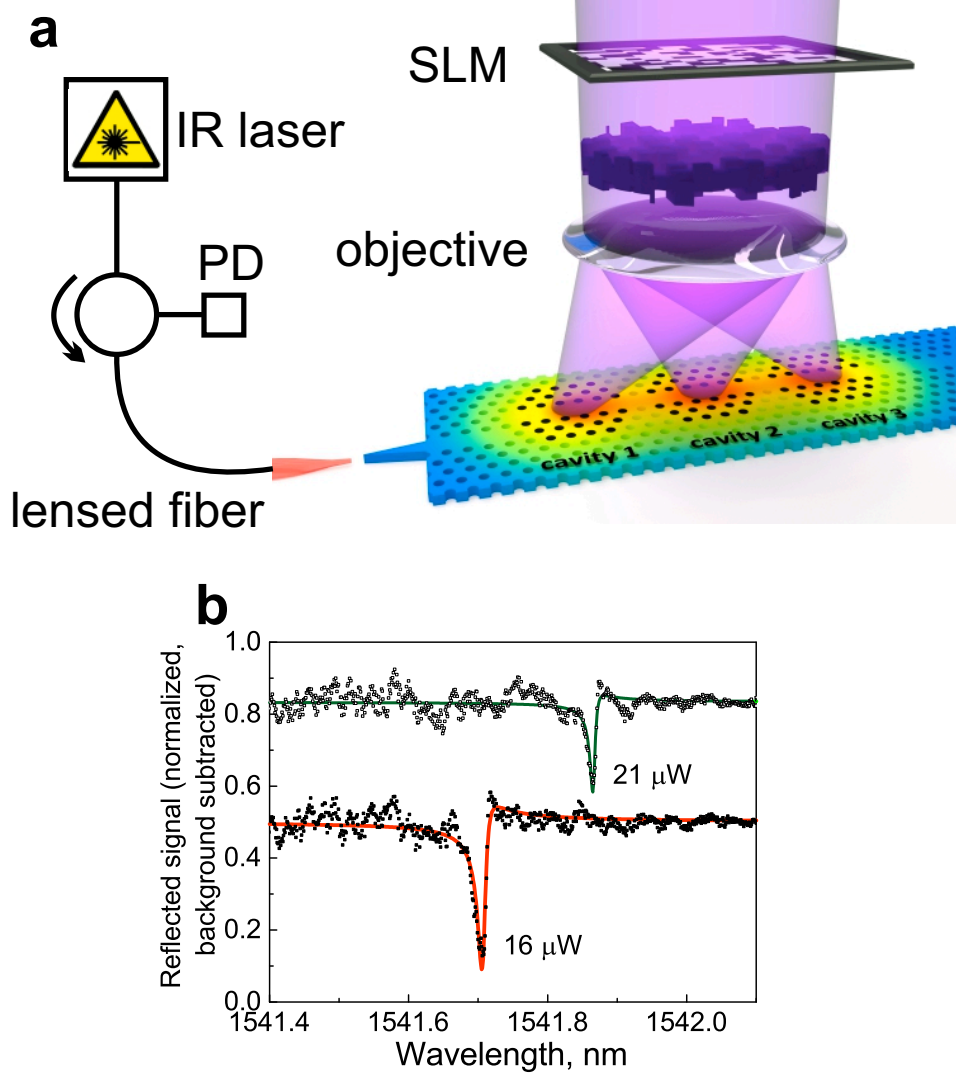 a
SLM
IR laser
PD
objective
cavity 1
cavity 2
cavity 3
lensed fiber
b
Reflected signal (normalized,
background subtracted)
1.0
0.8
0.6
0.4
0.2
0.0
21 μW
16 μW
1541.4
1541.6
1541.8
1542.0
Wavelength, nm